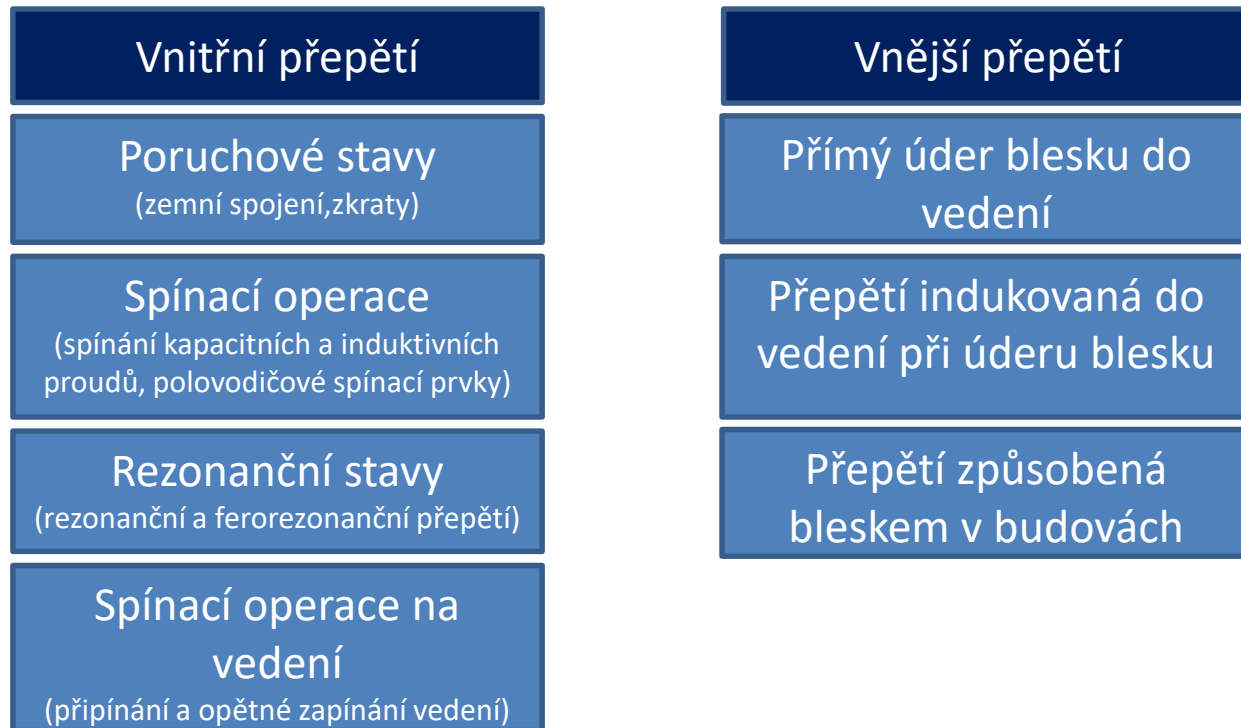 Vnitřní přepětí
Poruchové stavy
(zemní spojení,zkraty)
Spínací operace
(spínání kapacitních a induktivních
proudů, polovodičové spínací prvky)
Rezonanční stavy
(rezonanční a ferorezonanční přepětí)
Spínací operace na
vedení
(připínání a opětné zapínání vedení)
Vnější přepětí
Přímý úder blesku do
vedení
Přepětí indukovaná do
vedení při úderu blesku
Přepětí způsobená
bleskem v budovách